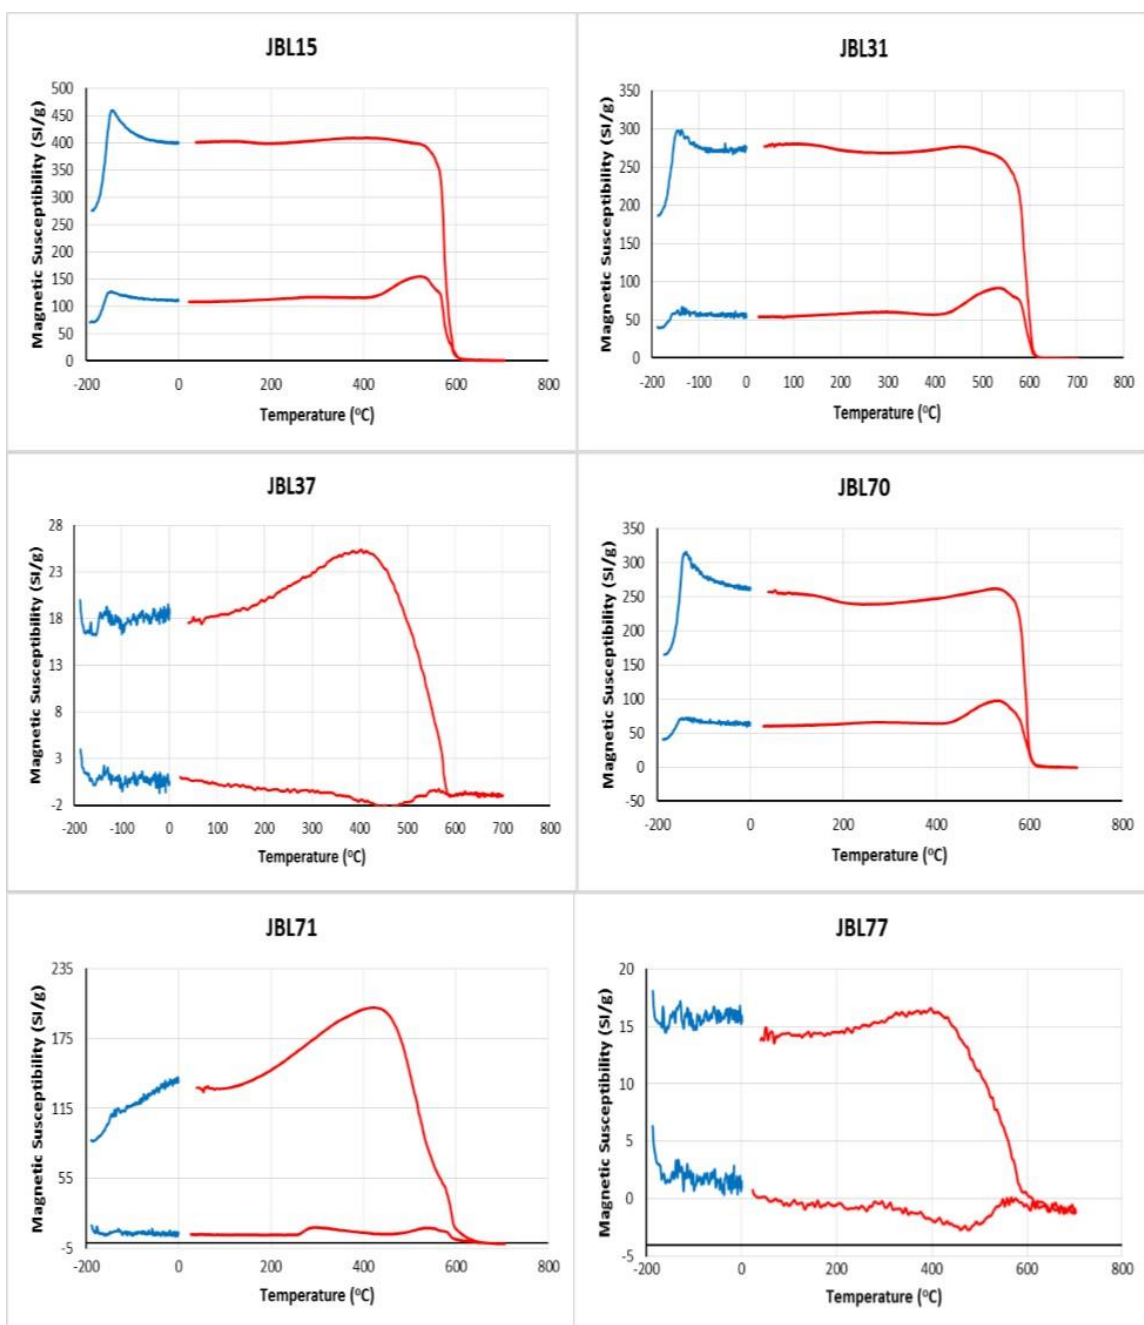 JBL15
Magnetic Susceptibility (SI/g)
500
450
400
350
300
250
200
150
100
50
0
-200 0 200 400 600 800
Temperature (°C)
JBL31
Magnetic Susceptibility (SI/g)
350
300
250
200
150
100
50
0
-200 -100 0 100 200 300 400 500 600 700 800
Temperature (°C)
JBL37
Magnetic Susceptibility (SI/g)
28
23
18
13
8
3
-2
-200 -100 0 100 200 300 400 500 600 700 800
Temperature (°C)
JBL70
Magnetic Susceptibility (SI/g)
350
300
250
200
150
100
50
0
-50
-200 0 200 400 600 800
Temperature (°C)
JBL71
Magnetic Susceptibility (SI/g)
235
175
115
55
-5
-200 0 200 400 600 800
Temperature (°C)
JBL77
Magnetic Susceptibility (SI/g)
20
15
10
5
0
-5
-200 0 200 400 600 800
Temperature (°C)